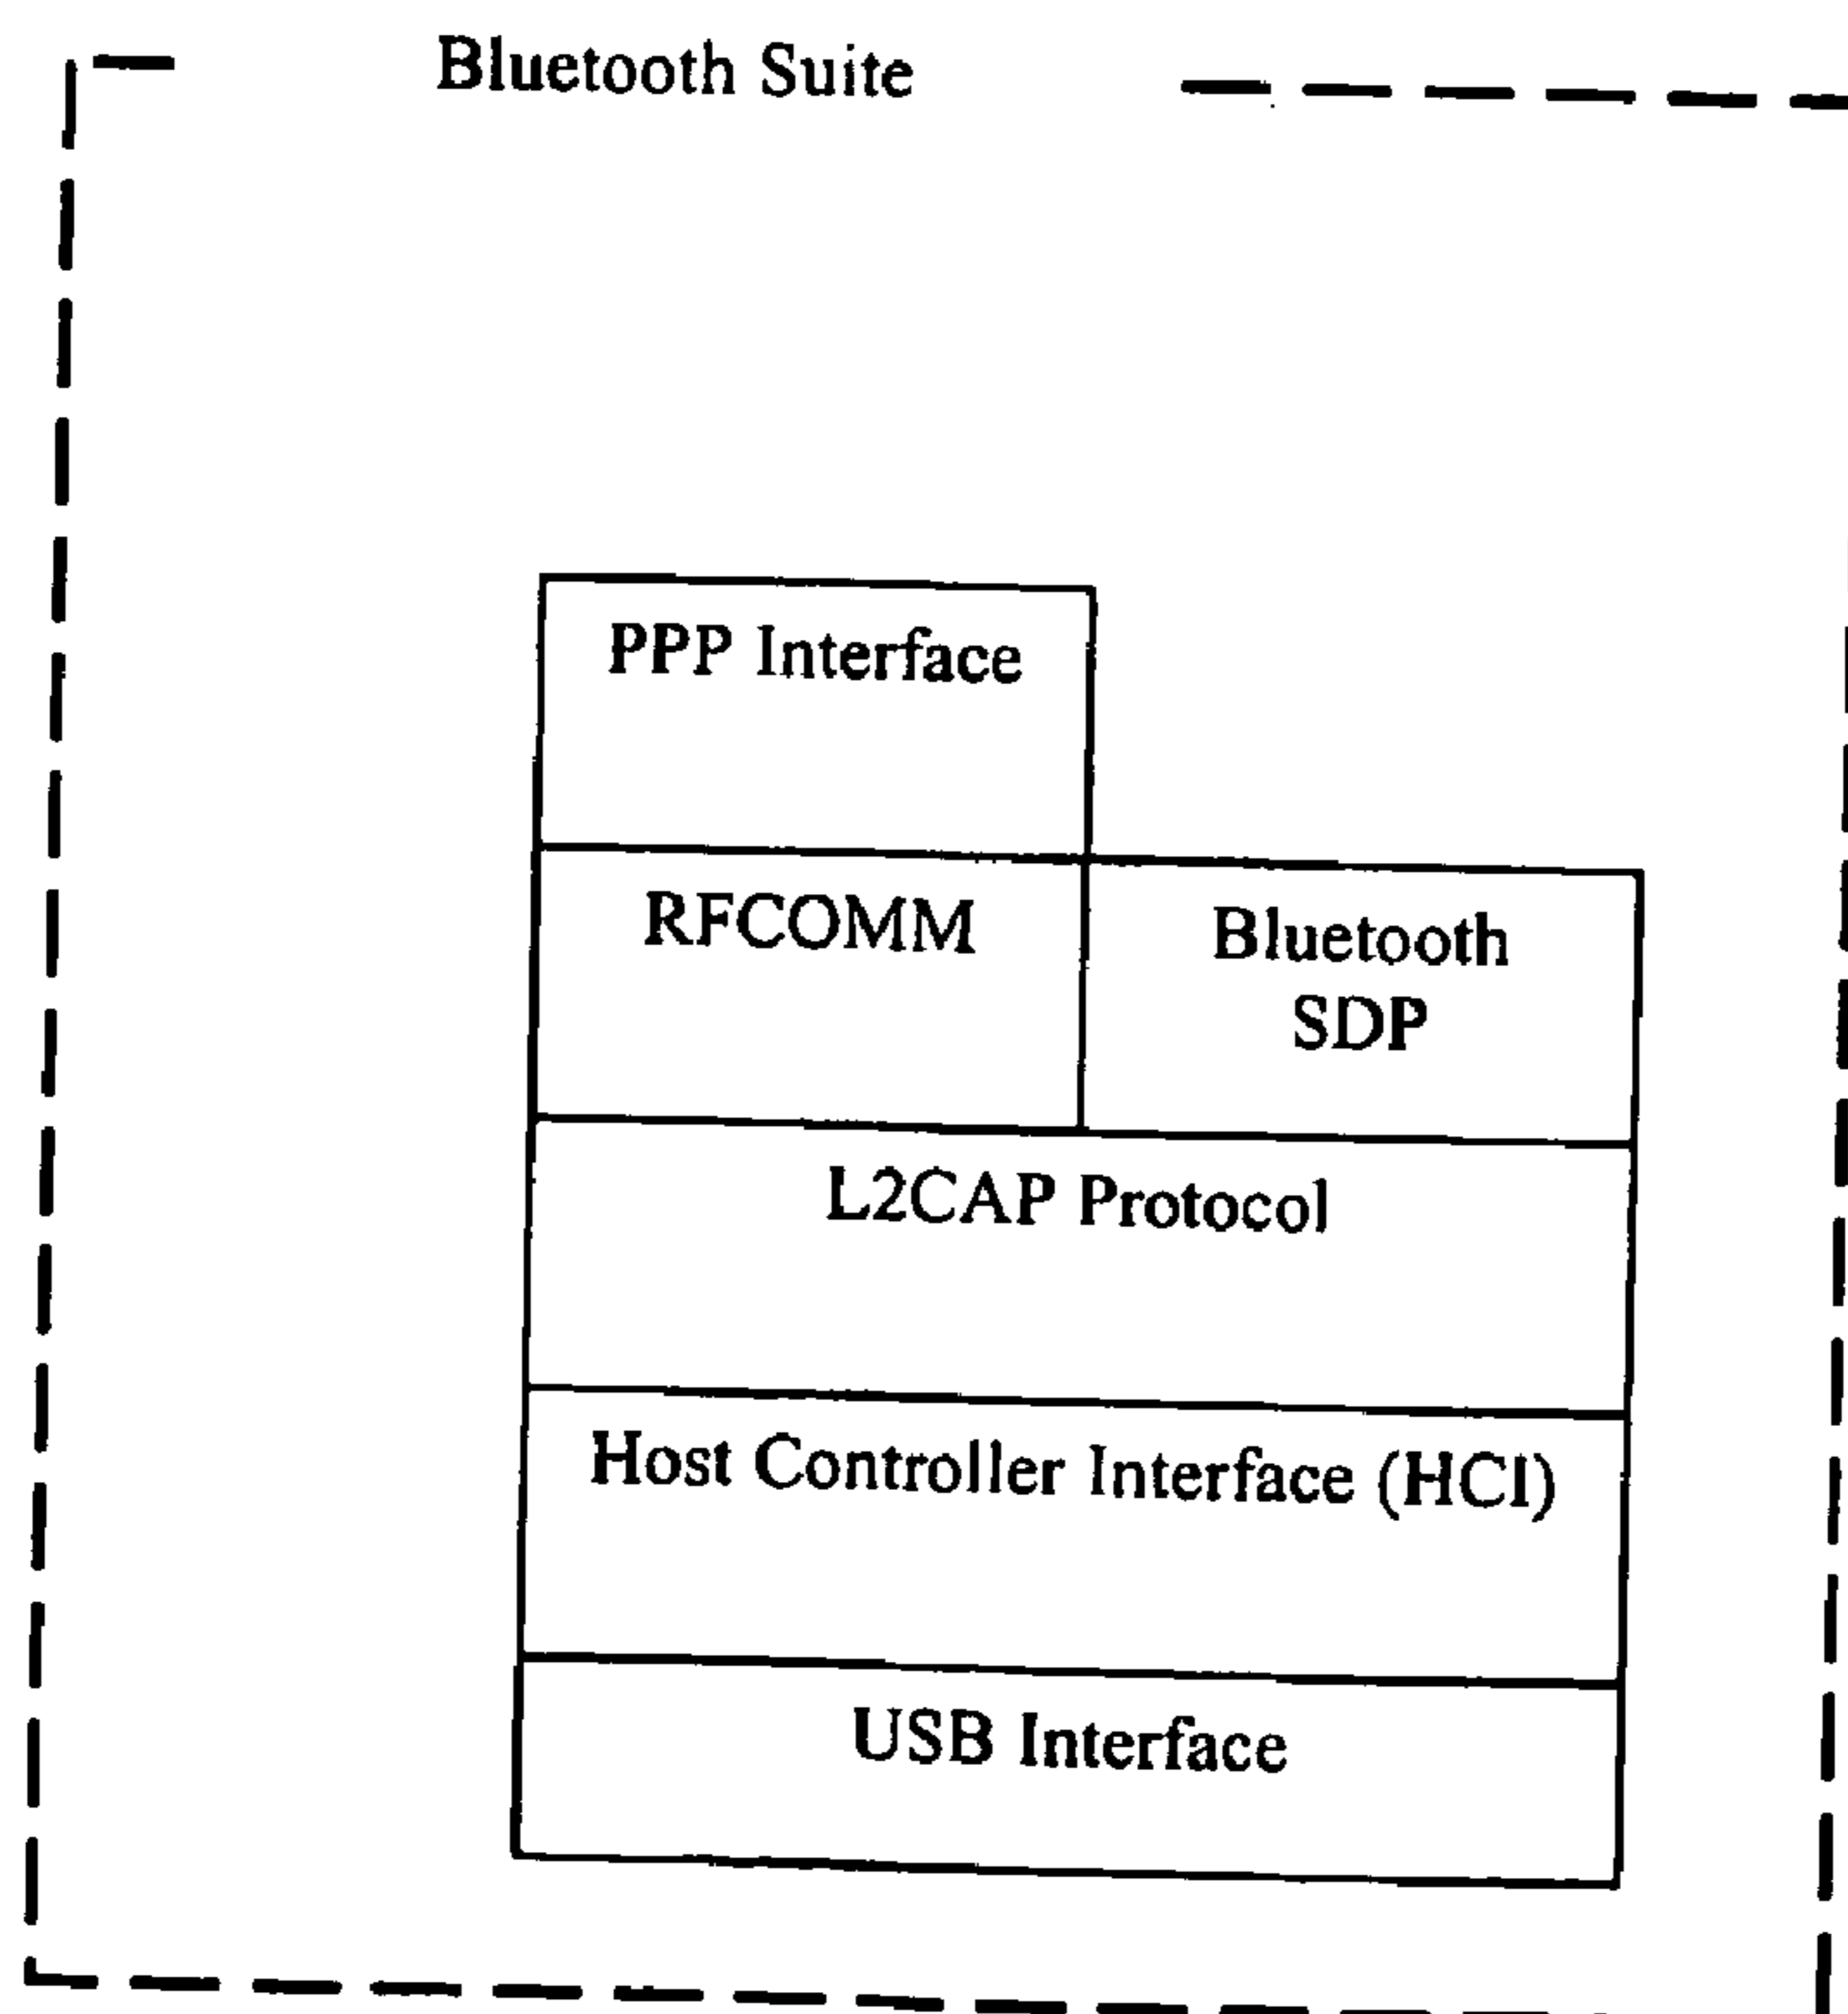 Bluetooth Suite
PPP Interface
RFCOMM
Bluetooth
SDP
L2CAP Protocol
Host Controller Interface (HCI)
USB Interface